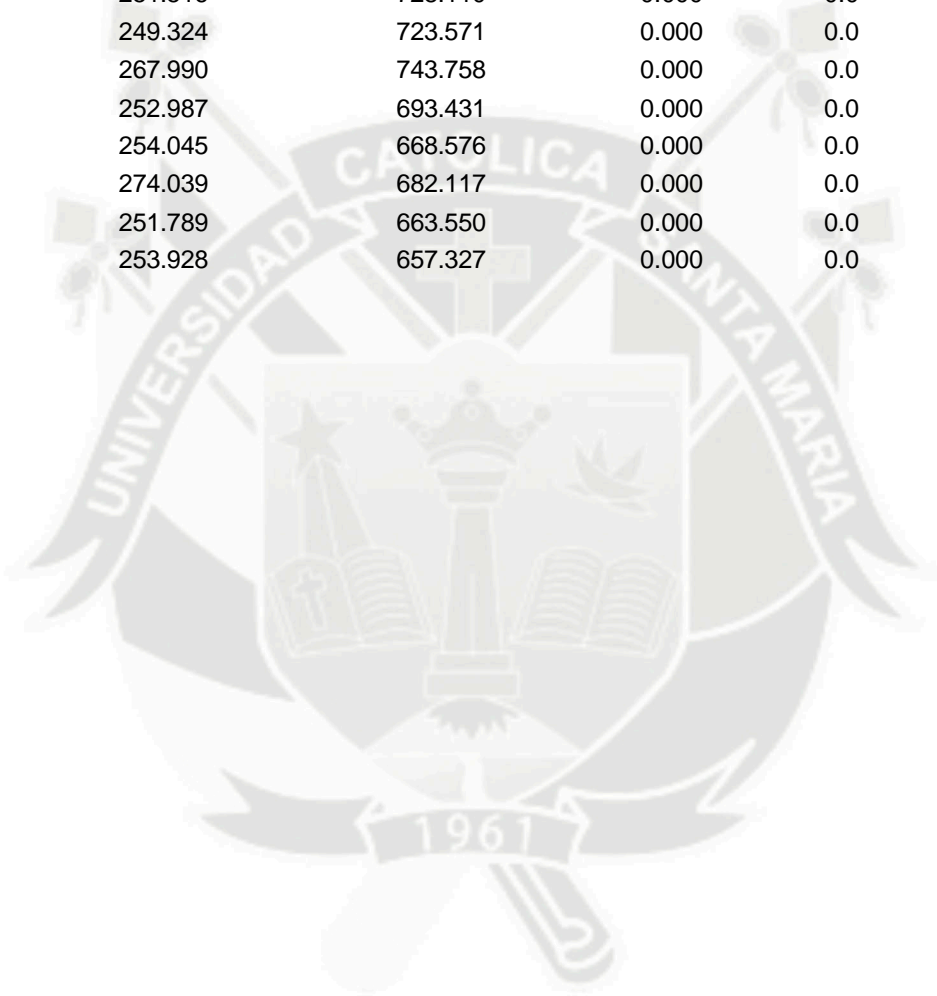 249.324 723.571 0.000 0.0
267.990 743.758 0.000 0.0
252.987 693.431 0.000 0.0
254.045 668.576 0.000 0.0
274.039 682.117 0.000 0.0
251.789 663.550 0.000 0.0
253.928 657.327 0.000 0.0
UNIVERSIDAD CATOLICA SANTA MARIA
1961